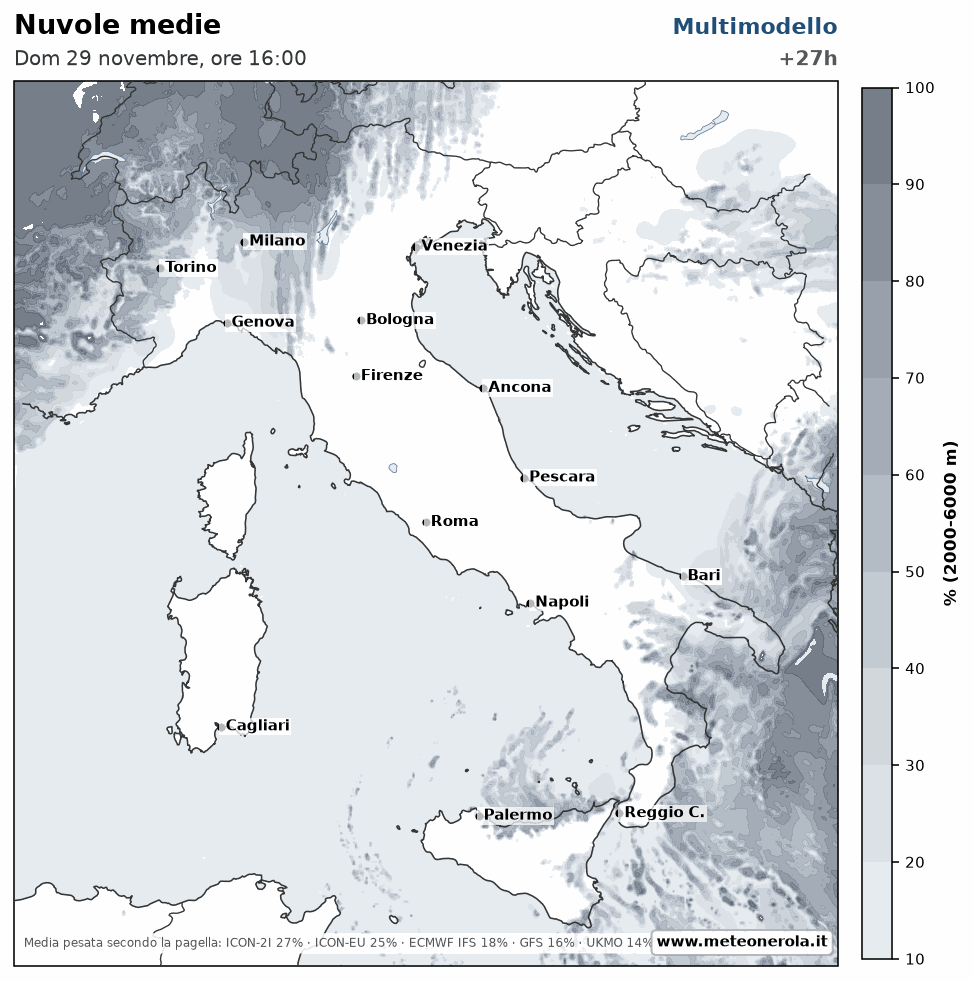 Nuvole medie
Multimodello
Dom 29 novembre, ore 16:00
+27h
100
90
80
70
60
50
40
30
20
10
% (2000-6000 m)
Milano
Venezia
Torino
Genova
Bologna
Firenze
Ancona
Pescara
Roma
Bari
Napoli
Cagliari
Palermo
Reggio C.
Media pesata secondo la pagella: ICON-2I 27% · ICON-EU 25% · ECMWF IFS 18% · GFS 16% · UKMO 14%
www.meteonerola.it